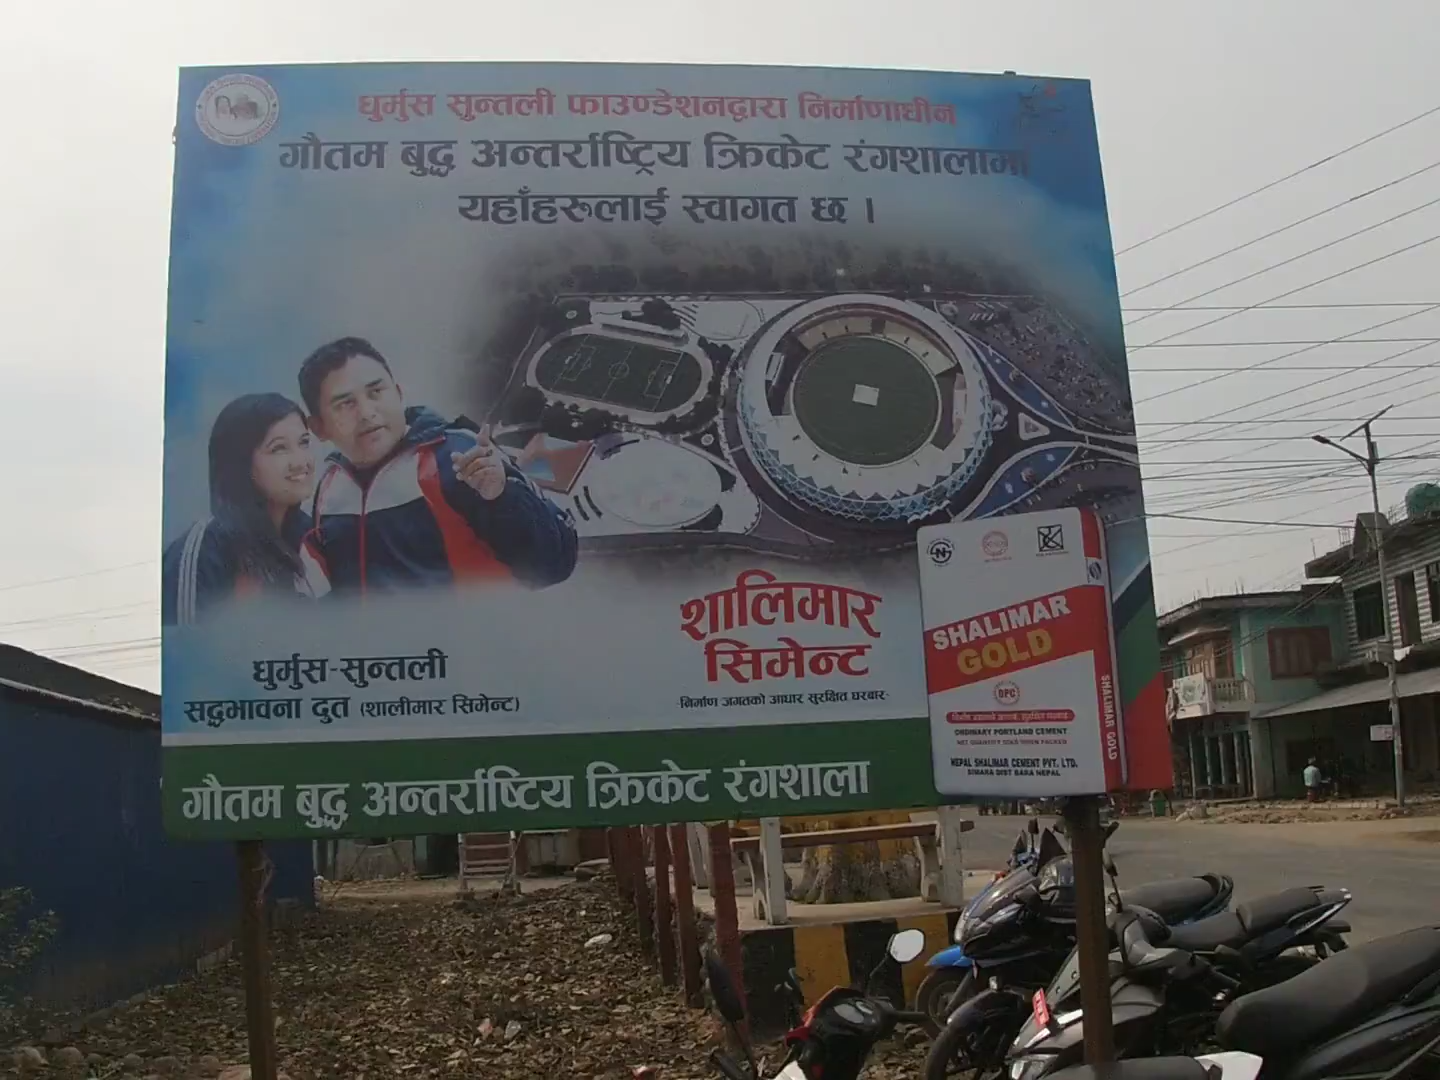 धुर्मुस सुन्तली फाउण्डेशनद्वारा निर्माणाधीन
गौतम बुद्ध अन्तर्राष्ट्रिय क्रिकेट रंगशालामा
यहाँहरूलाई स्वागत छ ।
धुर्मुस-सुन्तली
सद्भावना दुत (शालीमार सिमेन्ट)
शालिमार
सिमेन्ट
निर्माण जगतको आधार सुरक्षित घरबार
SHALIMAR
GOLD
OPC
ORDINARY PORTLAND CEMENT
NEPAL SHALIMAR CEMENT PVT. LTD.
SIMARA DIST BARA NEPAL
SHALIMAR GOLD
गौतम बुद्ध अन्तर्राष्टिय क्रिकेट रंगशाला